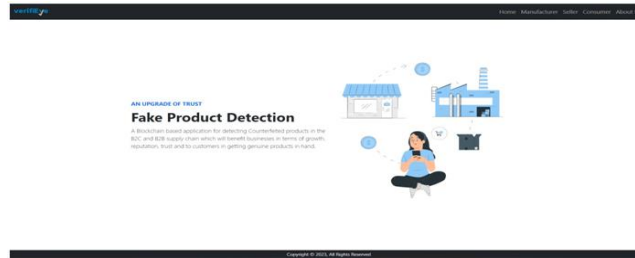 Home Manufacturer Seller Consumer About
AN UPGRADE OF TRUST
Fake Product Detection
A Blockchain based application for detecting Counterfeited products in the
B2C and B2B supply chain which will benefit businesses in terms of growth,
reputation, trust and to customers in getting genuine products in hand.
Copyright © 2023, All Rights Reserved